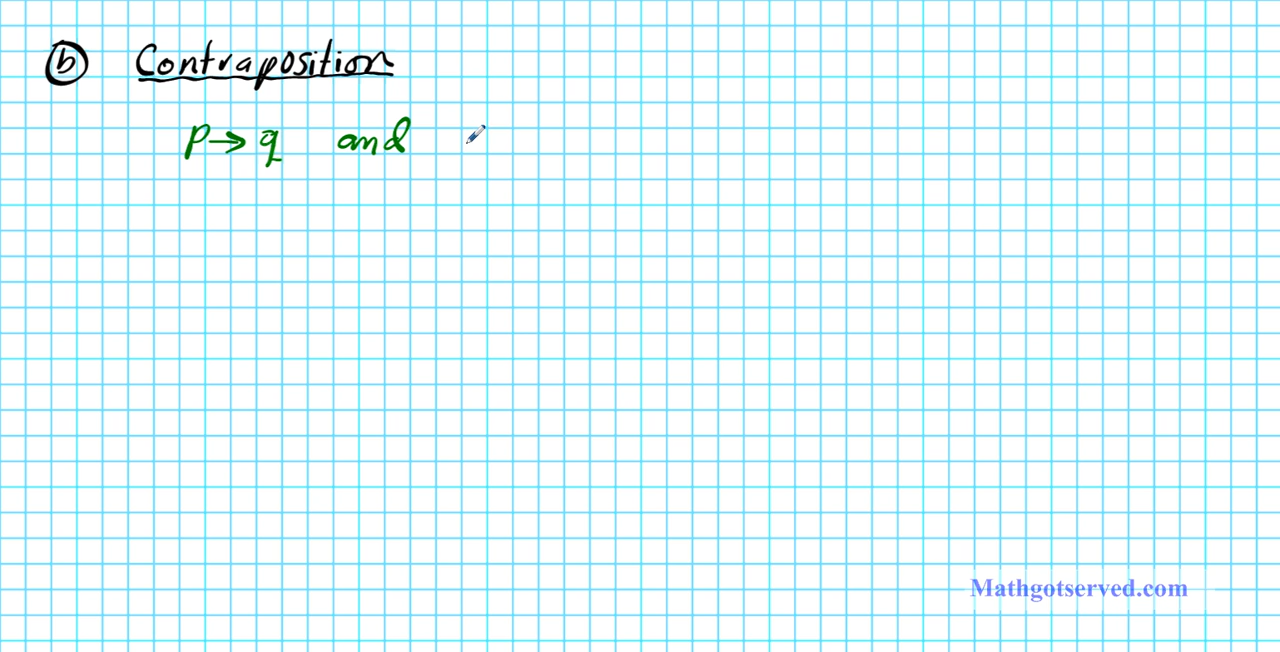 ⓑ Contraposition
p → q and
Mathgotserved.com